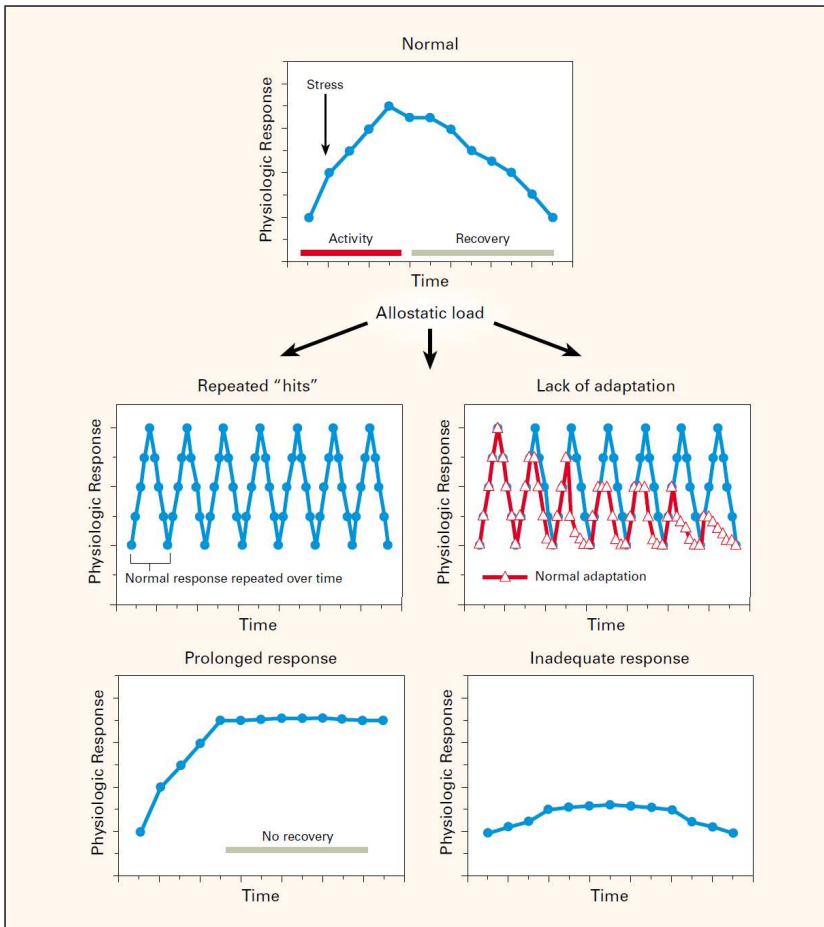 Normal
Stress
Physiologic Response
Activity
Recovery
Time
Allostatic load
Repeated “hits”
Physiologic Response
Normal response repeated over time
Time
Lack of adaptation
Physiologic Response
Normal adaptation
Time
Prolonged response
Physiologic Response
No recovery
Time
Inadequate response
Physiologic Response
Time